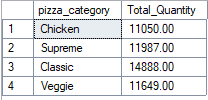 pizza_category Total_Quantity
1 Chicken 11050.00
2 Supreme 11987.00
3 Classic 14888.00
4 Veggie 11649.00